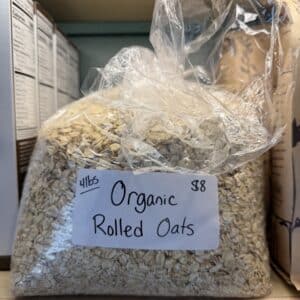 4lbs $8
Organic
Rolled Oats